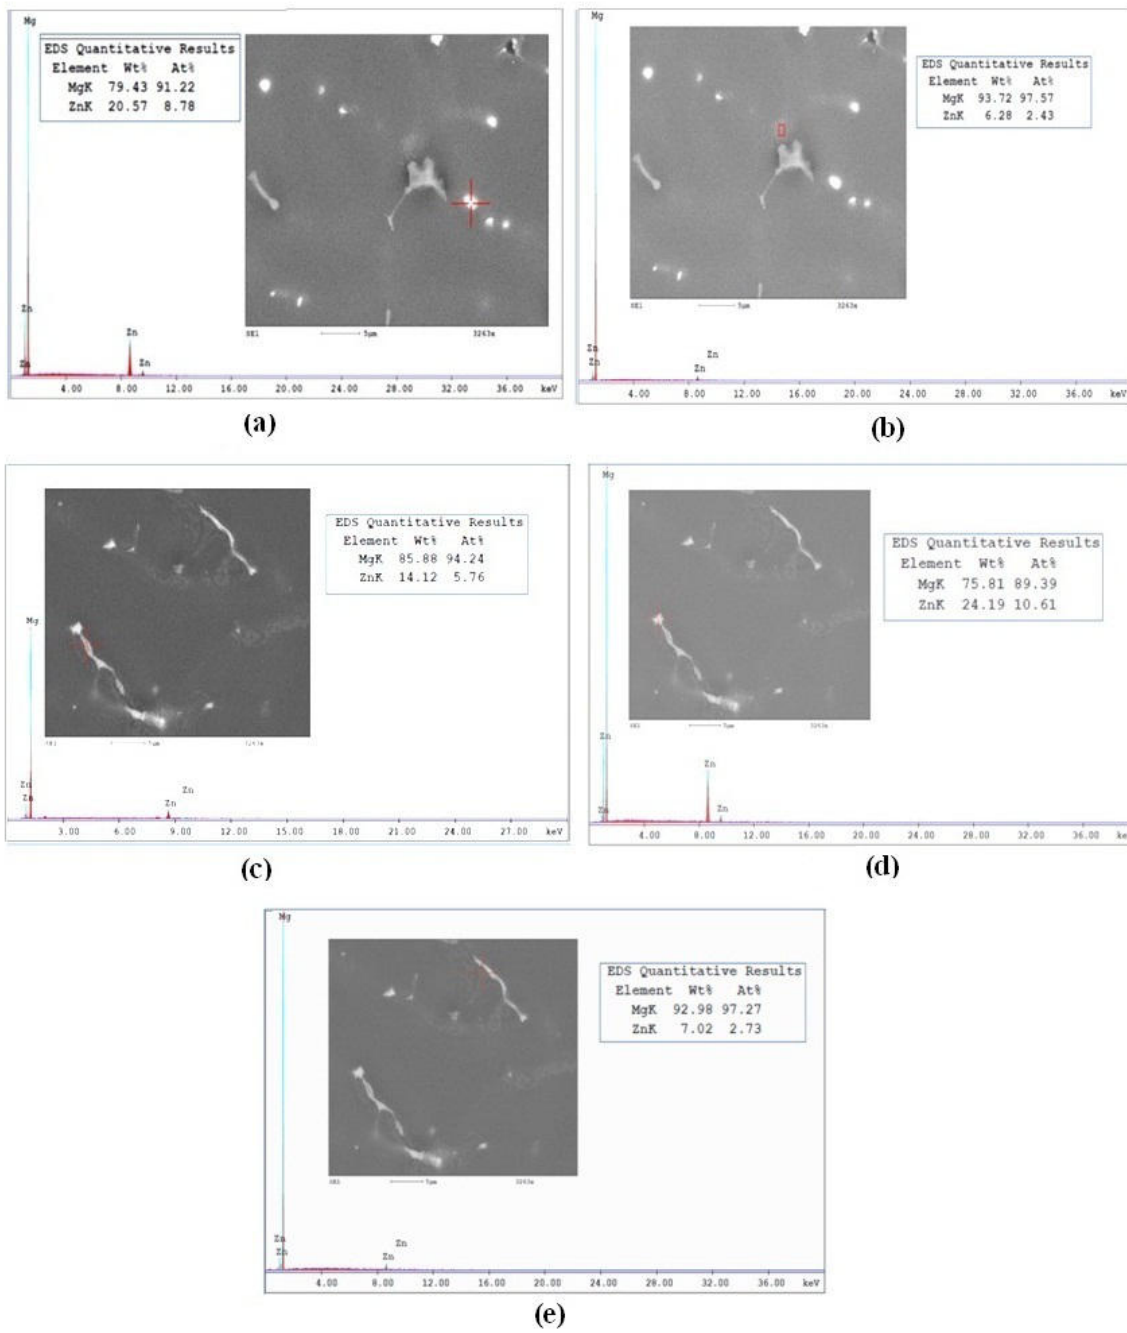 Mg
EDS Quantitative Results
Element Wt% At%
MgK 79.43 91.22
ZnK 20.57 8.78
Zn
Zn
Zn
Zn
SE1 5µm 3263x
4.00 8.00 12.00 16.00 20.00 24.00 28.00 32.00 36.00 keV
(a)
Mg
EDS Quantitative Results
Element Wt% At%
MgK 93.72 97.57
ZnK 6.28 2.43
SE1 5µm 3263x
Zn
Zn
Zn
Zn
4.00 8.00 12.00 16.00 20.00 24.00 28.00 32.00 36.00 keV
(b)
EDS Quantitative Results
Element Wt% At%
MgK 85.88 94.24
ZnK 14.12 5.76
Mg
Zn
Zn
Zn
Zn
3.00 6.00 9.00 12.00 15.00 18.00 21.00 24.00 27.00 keV
(c)
Mg
EDS Quantitative Results
Element Wt% At%
MgK 75.81 89.39
ZnK 24.19 10.61
Zn
Zn
Zn
Zn
4.00 8.00 12.00 16.00 20.00 24.00 28.00 32.00 36.00 keV
(d)
Mg
EDS Quantitative Results
Element Wt% At%
MgK 92.98 97.27
ZnK 7.02 2.73
5µm 3263x
Zn
Zn
Zn
Zn
4.00 8.00 12.00 16.00 20.00 24.00 28.00 32.00 36.00 keV
(e)